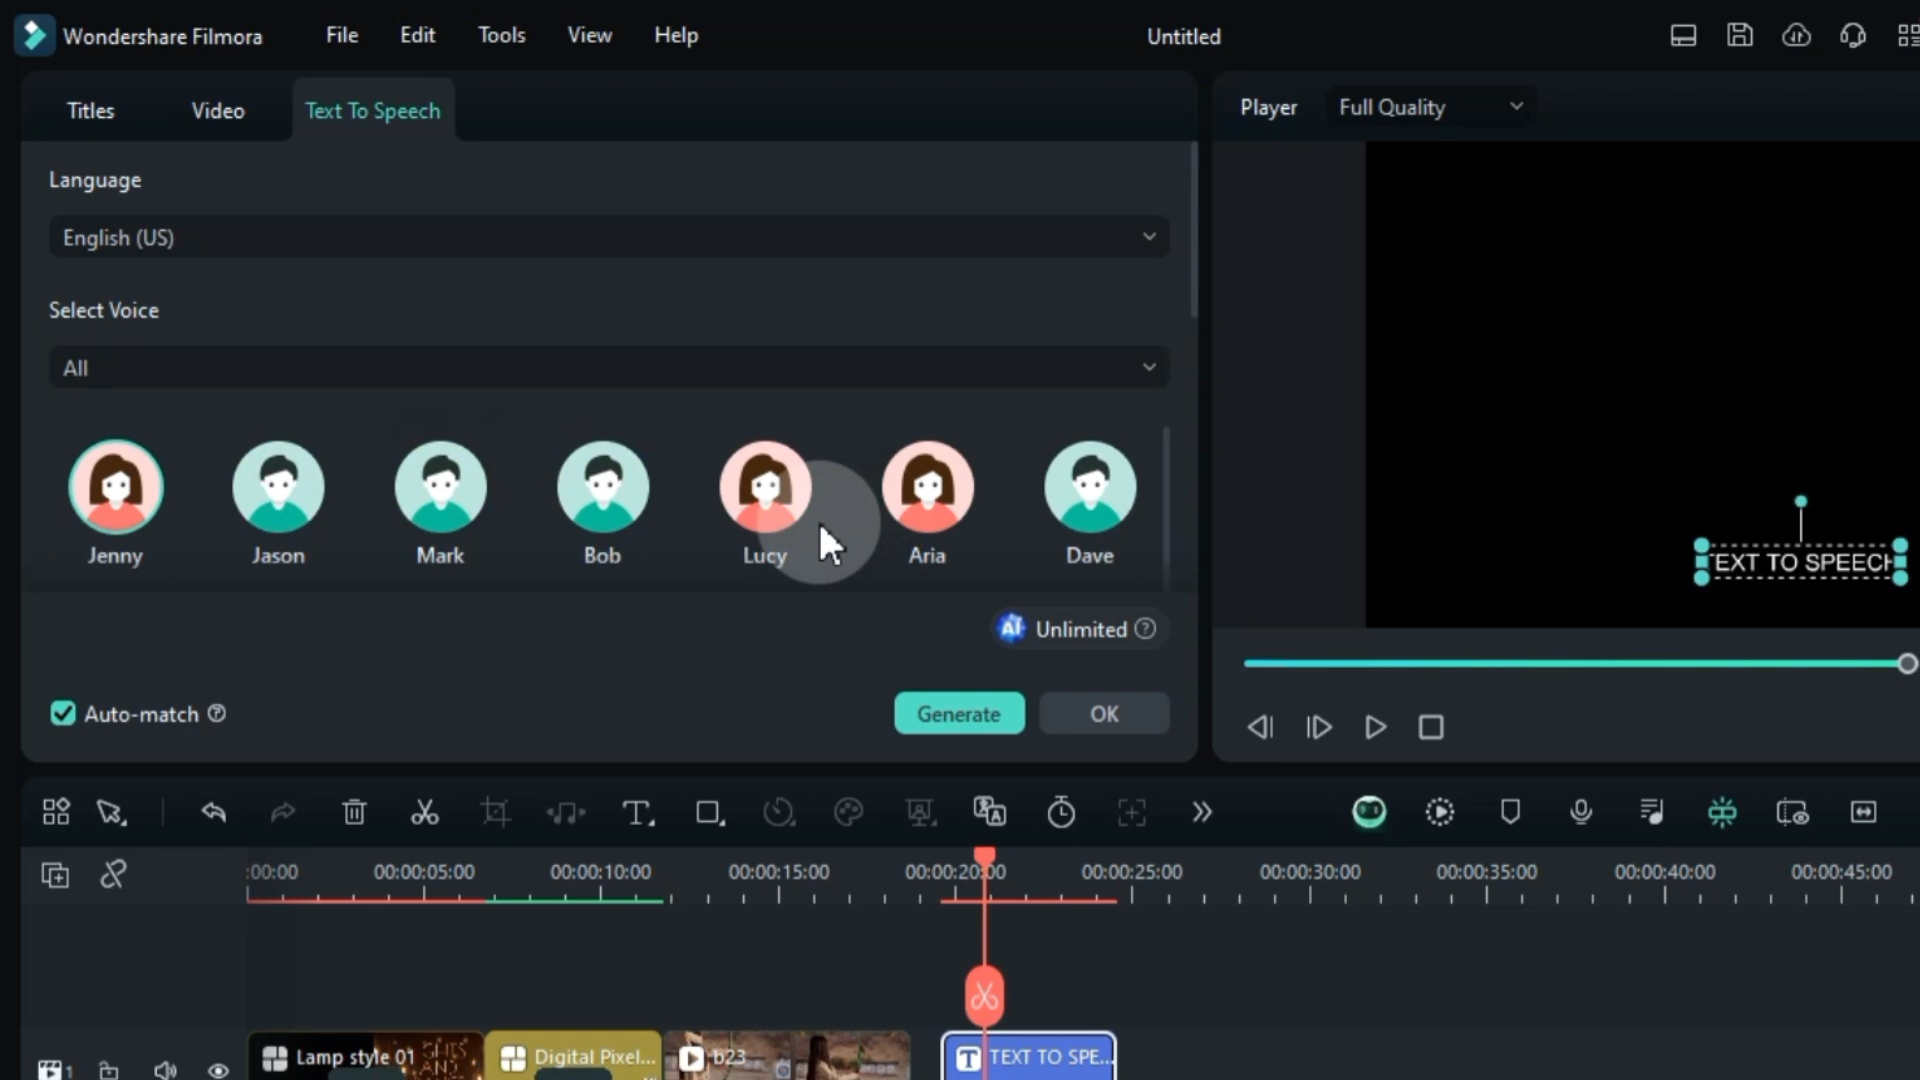 Wondershare Filmora File Edit Tools View Help Untitled
Titles Video Text To Speech
Player Full Quality
Language
English (US)
Select Voice
All
Jenny Jason Mark Bob Lucy Aria Dave
TEXT TO SPEECH
AI Unlimited
Auto-match Generate OK
:00:00 00:00:05:00 00:00:10:00 00:00:15:00 00:00:20:00 00:00:25:00 00:00:30:00 00:00:35:00 00:00:40:00 00:00:45:00
1 Lamp style 01 Digital Pixel... b23 TEXT TO SPE...